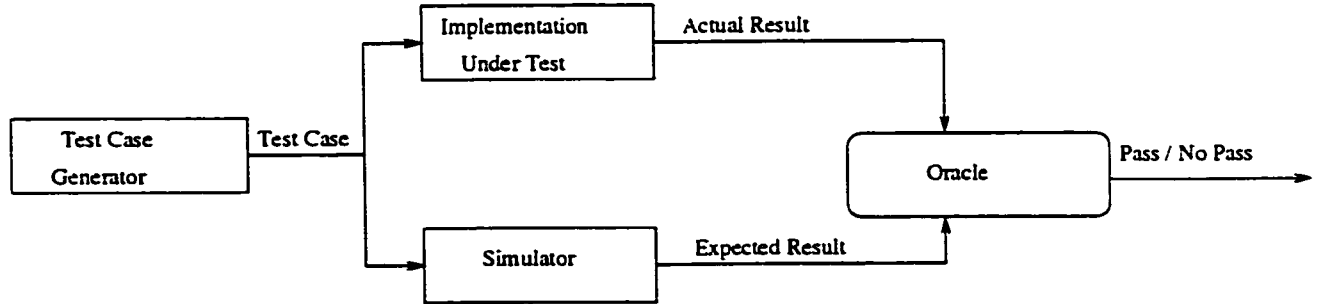 Implementation
Under Test
Actual Result
Test Case
Generator
Test Case
Oracle
Pass / No Pass
Simulator
Expected Result